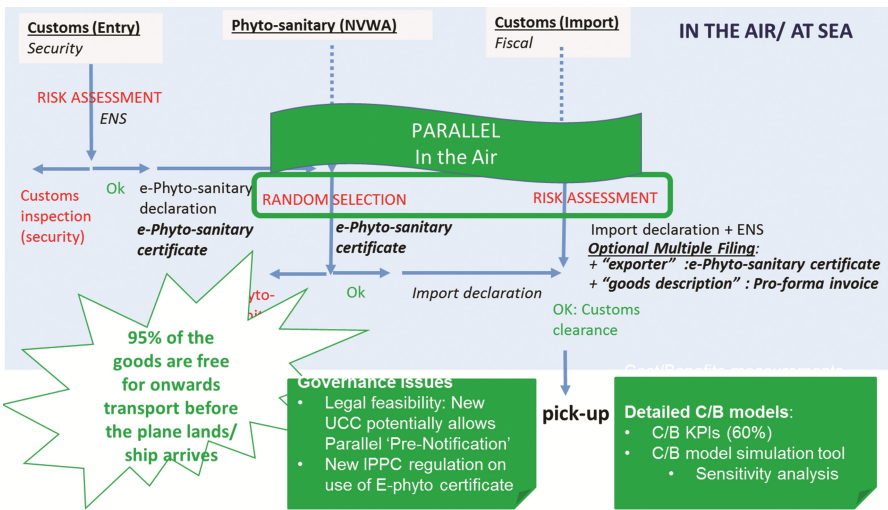 Customs (Entry)
Security
Phyto-sanitary (NVWA)
Customs (Import)
Fiscal
IN THE AIR/ AT SEA
RISK ASSESSMENT
ENS
PARALLEL
In the Air
Ok
e-Phyto-sanitary
declaration
e-Phyto-sanitary
certificate
Customs
inspection
(security)
RANDOM SELECTION
RISK ASSESSMENT
e-Phyto-sanitary
certificate
Import declaration + ENS
Optional Multiple Filing:
+ “exporter” :e-Phyto-sanitary certificate
+ “goods description” : Pro-forma invoice
Ok
Import declaration
OK: Customs
clearance
pick-up
95% of the
goods are free
for onwards
transport before
the plane lands/
ship arrives
Governance issues
• Legal feasibility: New
UCC potentially allows
Parallel ‘Pre-Notification’
• New IPPC regulation on
use of E-phyto certificate
Cost/Benefits measurements
Detailed C/B models:
• C/B KPIs (60%)
• C/B model simulation tool
• Sensitivity analysis